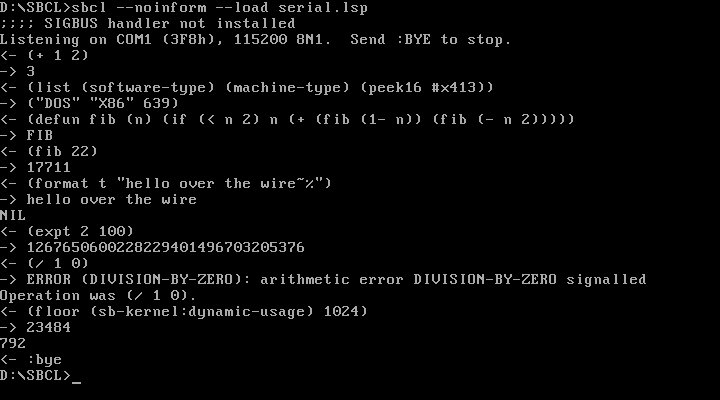 D:\SBCL>sbcl --noinform --load serial.lsp
;;;; SIGBUS handler not installed
Listening on COM1 (3F8h), 115200 8N1.  Send :BYE to stop.
<- (+ 1 2)
-> 3
<- (list (software-type) (machine-type) (peek16 #x413))
-> ("DOS" "X86" 639)
<- (defun fib (n) (if (< n 2) n (+ (fib (1- n)) (fib (- n 2)))))
-> FIB
<- (fib 22)
-> 17711
<- (format t "hello over the wire~%")
-> hello over the wire
NIL
<- (expt 2 100)
-> 1267650600228229401496703205376
<- (/ 1 0)
-> ERROR (DIVISION-BY-ZERO): arithmetic error DIVISION-BY-ZERO signalled
Operation was (/ 1 0).
<- (floor (sb-kernel:dynamic-usage) 1024)
-> 23484
792
<- :bye
D:\SBCL>_